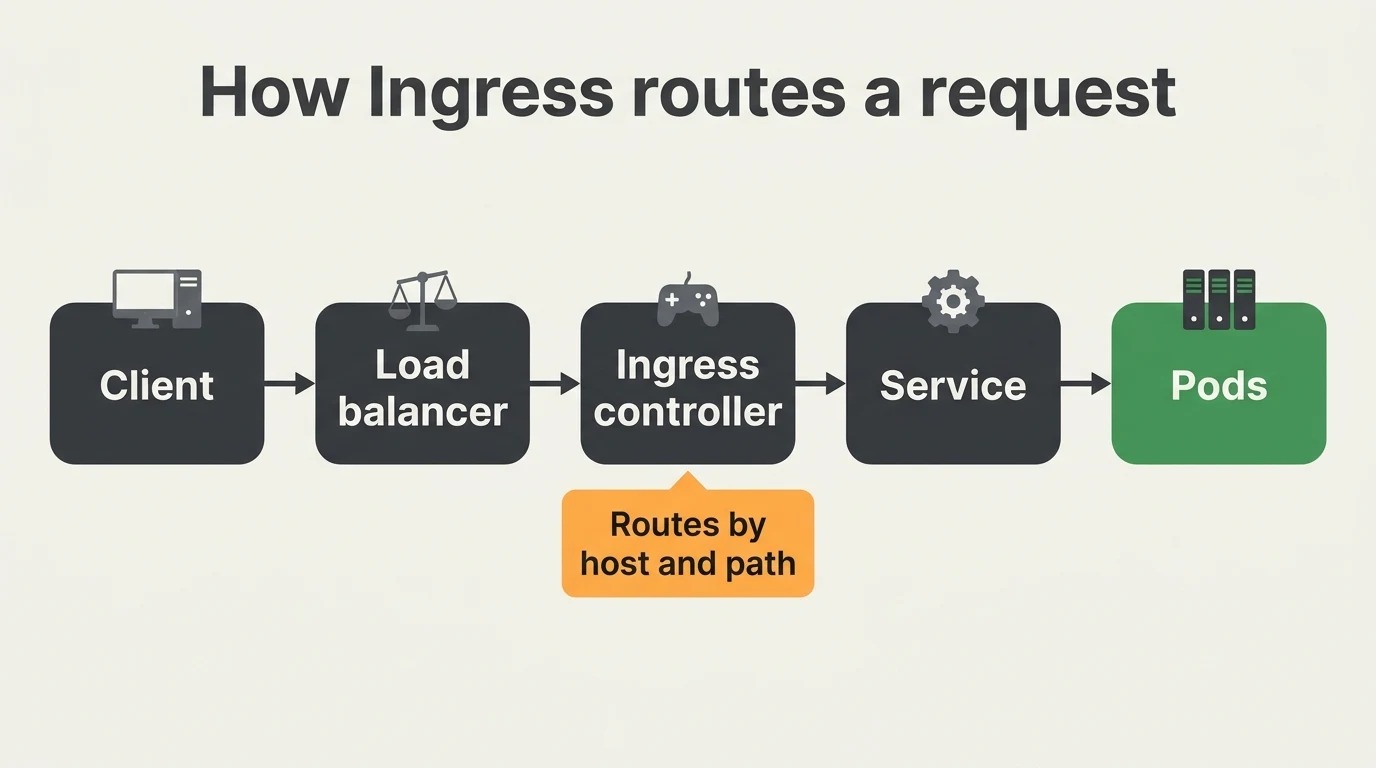 How Ingress routes a request
Client
Load
balancer
Ingress
controller
Service
Pods
Routes by
host and path